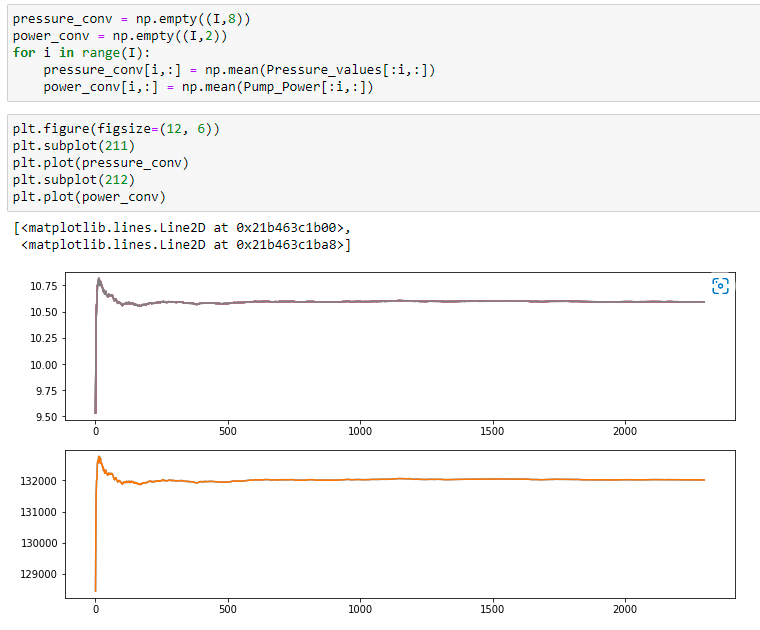 pressure_conv = np.empty((I,8))
power_conv = np.empty((I,2))
for i in range(I):
    pressure_conv[i,:] = np.mean(Pressure_values[:i,:])
    power_conv[i,:] = np.mean(Pump_Power[:i,:])
plt.figure(figsize=(12, 6))
plt.subplot(211)
plt.plot(pressure_conv)
plt.subplot(212)
plt.plot(power_conv)
[<matplotlib.lines.Line2D at 0x21b463c1b00>,
 <matplotlib.lines.Line2D at 0x21b463c1ba8>]
10.75
10.50
10.25
10.00
9.75
9.50
0 500 1000 1500 2000
132000
131000
130000
129000
0 500 1000 1500 2000